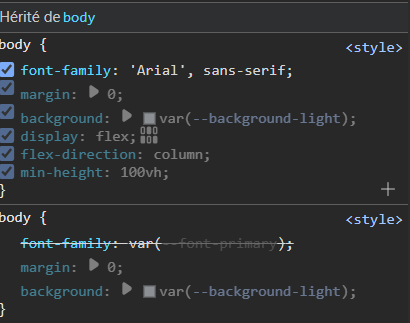 Hérité de body
body {
<style>
font-family: 'Arial', sans-serif;
margin: 0;
background: var(--background-light);
display: flex;
flex-direction: column;
min-height: 100vh;
}
body {
<style>
font-family: var(--font-primary);
margin: 0;
background: var(--background-light);
}